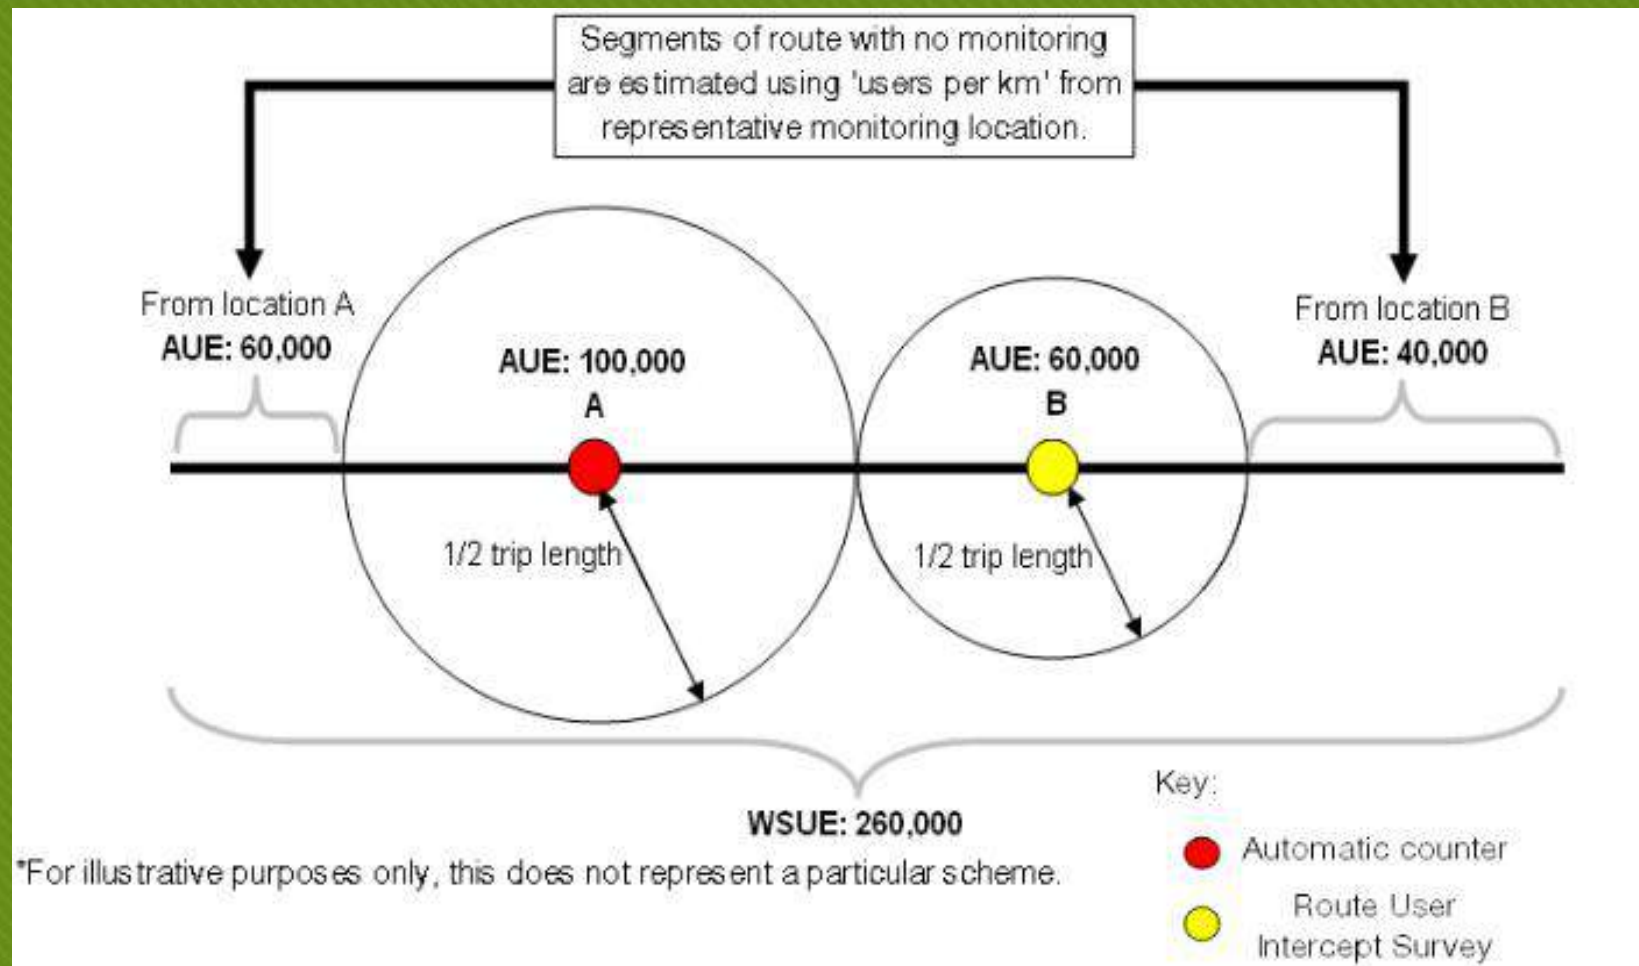 Segments of route with no monitoring
are estimated using 'users per km' from
representative monitoring location.
From location A
AUE: 60,000
AUE: 100,000
A
AUE: 60,000
B
From location B
AUE: 40,000
1/2 trip length
1/2 trip length
WSUE: 260,000
*For illustrative purposes only, this does not represent a particular scheme.
Key:
Automatic counter
Route User
Intercept Survey